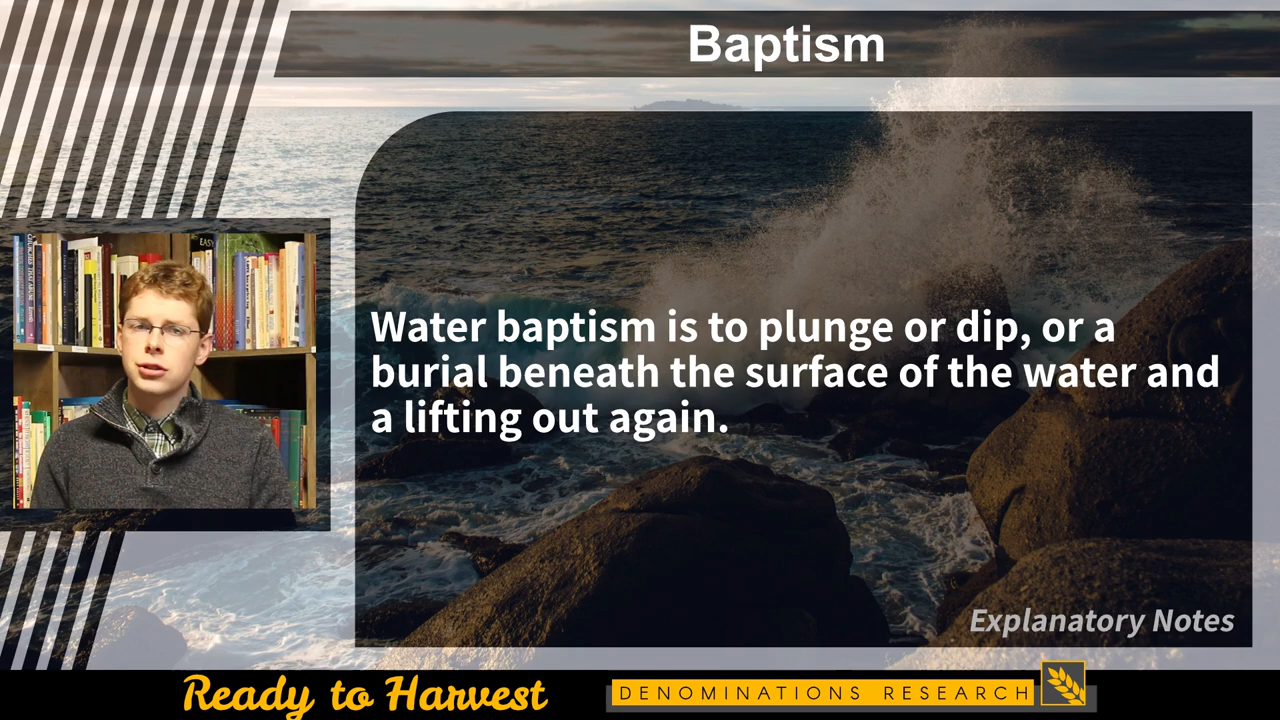 Baptism
Water baptism is to plunge or dip, or a
burial beneath the surface of the water and
a lifting out again.
Explanatory Notes
Ready to Harvest
DENOMINATIONS RESEARCH
EASY